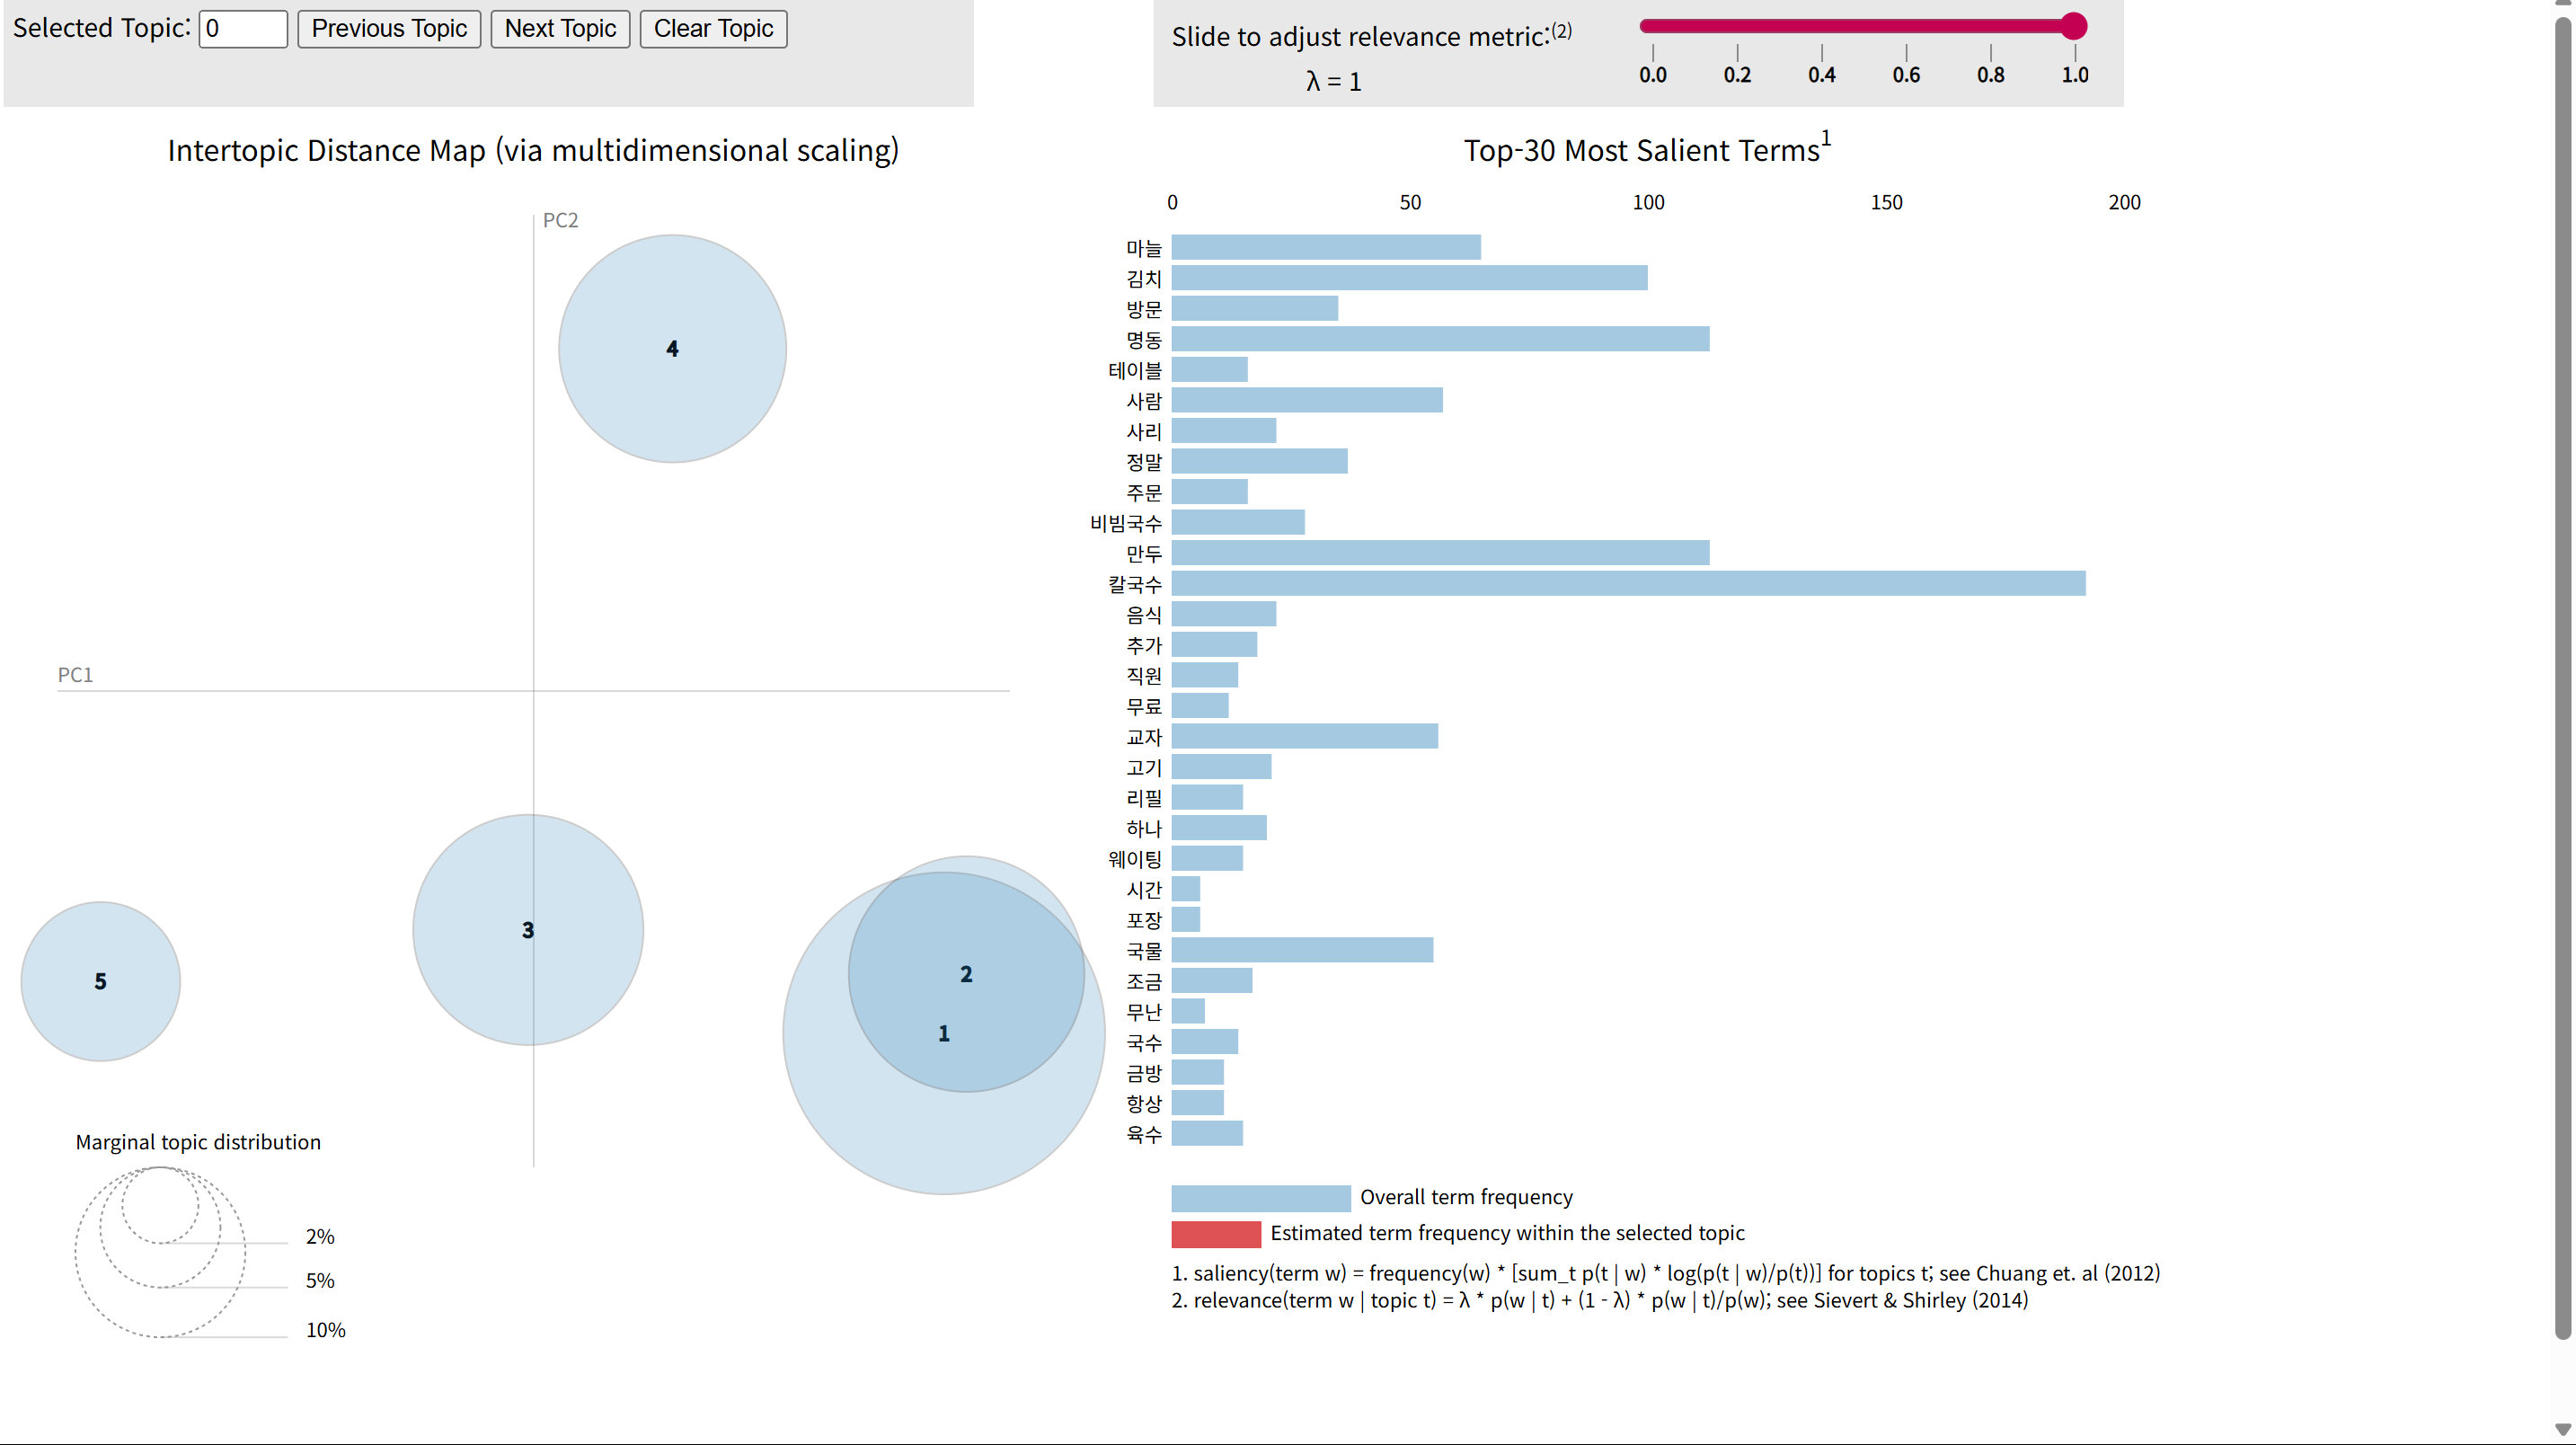 Selected Topic: 0 Previous Topic Next Topic Clear Topic
Slide to adjust relevance metric:(2)
λ = 1
0.0 0.2 0.4 0.6 0.8 1.0
Intertopic Distance Map (via multidimensional scaling)
PC2
PC1
4
3
5
2
1
Marginal topic distribution
2%
5%
10%
Top-30 Most Salient Terms1
0 50 100 150 200
마늘
김치
방문
명동
테이블
사람
사리
정말
주문
비빔국수
만두
칼국수
음식
추가
직원
무료
교자
고기
리필
하나
웨이팅
시간
포장
국물
조금
무난
국수
금방
항상
육수
Overall term frequency
Estimated term frequency within the selected topic
1. saliency(term w) = frequency(w) * [sum_t p(t | w) * log(p(t | w)/p(t))] for topics t; see Chuang et. al (2012)
2. relevance(term w | topic t) = λ * p(w | t) + (1 - λ) * p(w | t)/p(w); see Sievert & Shirley (2014)